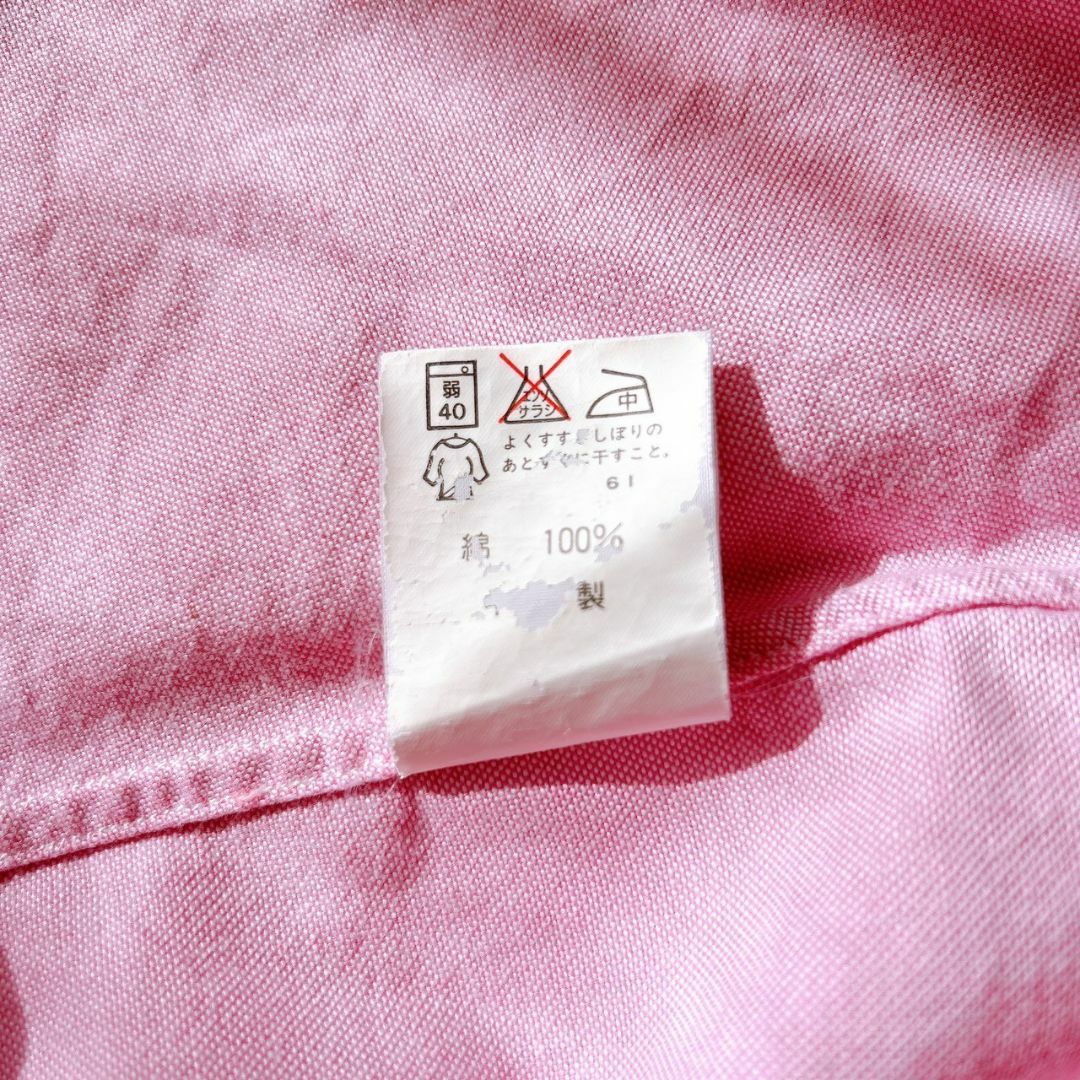 弱
40
エンソ
サラシ
中
よくすすぎしぼりの
あとすぐに干すこと。
61
綿 100%
製